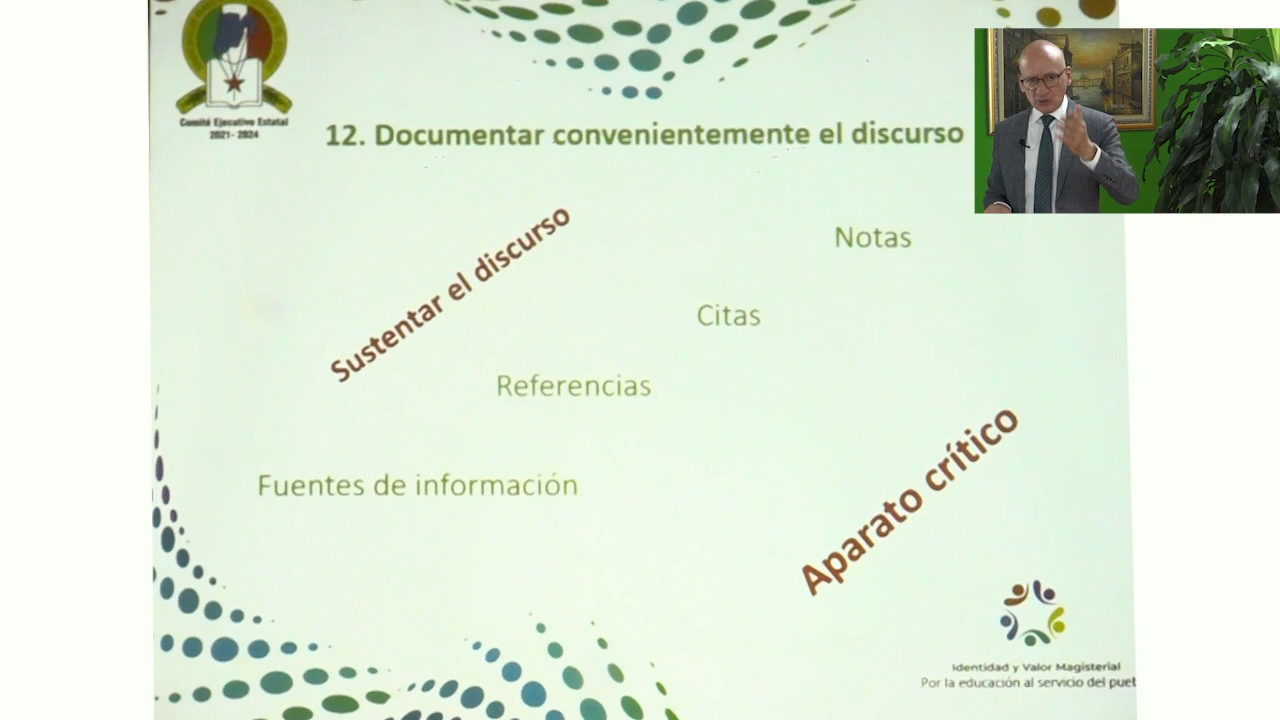 Comité Ejecutivo Estatal
2021- 2024
12. Documentar convenientemente el discurso
Sustentar el discurso
Notas
Citas
Referencias
Fuentes de información
Aparato crítico
Identidad y Valor Magisterial
Por la educación al servicio del puebl